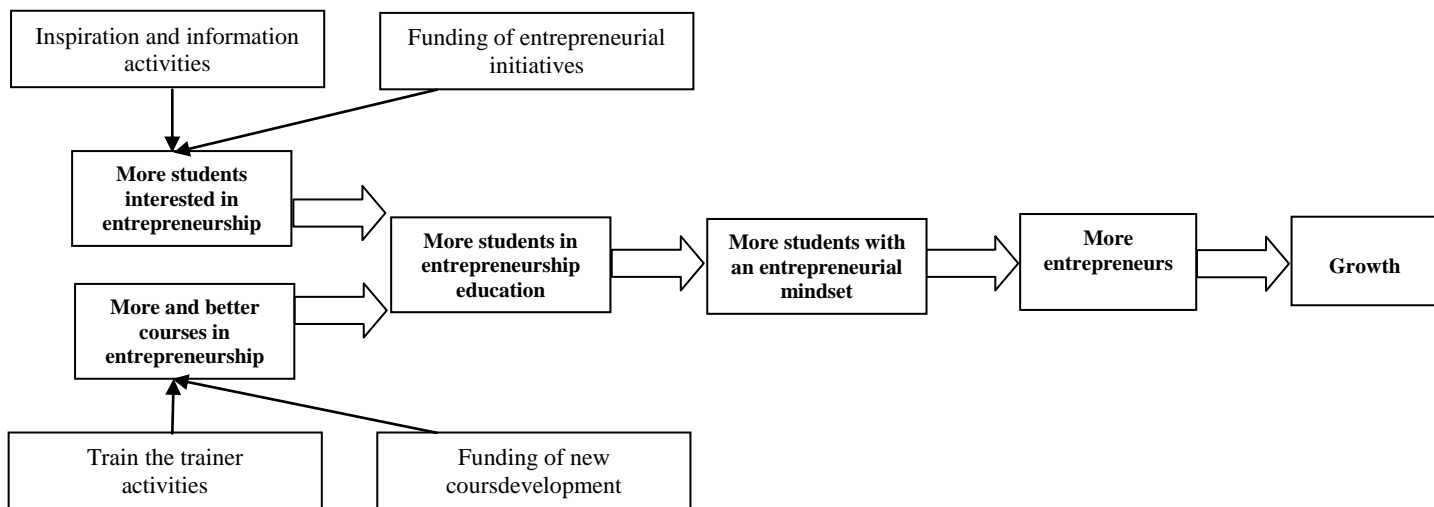 Inspiration and information
activities
Funding of entrepreneurial
initiatives
More students
interested in
entrepreneurship
More and better
courses in
entrepreneurship
More students in
entrepreneurship
education
More students with
an entrepreneurial
mindset
More
entrepreneurs
Growth
Train the trainer
activities
Funding of new
coursdevelopment